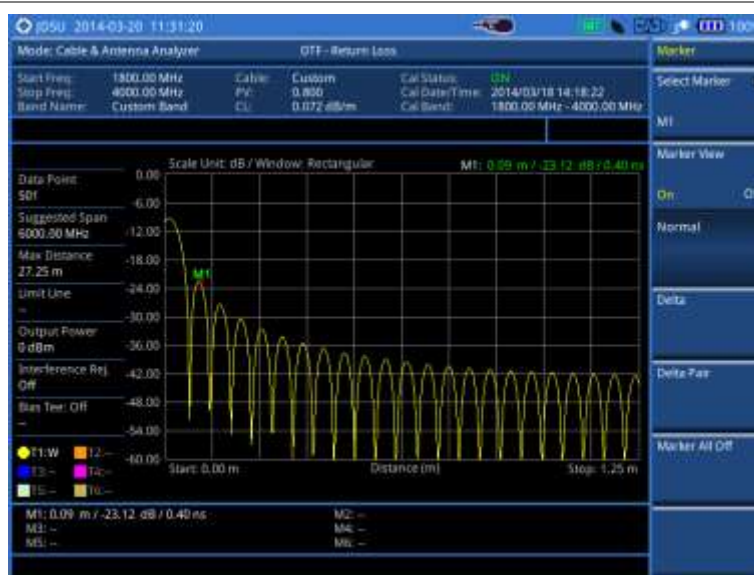 JDSU 2014-03-20 11:31:20
100%
Mode: Cable & Antenna Analyzer
DTF - Return Loss
Marker
Start Freq: 1800.00 MHz Cable: Custom Cal Status: ON
Stop Freq: 4000.00 MHz PV: 0.800 Cal Date/Time: 2014/03/18 14:18:22
Band Name: Custom Band CL: 0.072 dB/m Cal Band: 1800.00 MHz - 4000.00 MHz
Select Marker
M1
Scale Unit: dB / Window: Rectangular
M1: 0.09 m / -23.12 dB / 0.40 ns
Marker View
On
Data Point:
501
Suggested Span
6000.00 MHz
Max Distance
27.25 m
Limit Line
--
Output Power
0 dBm
Interference Rej.
Off
Bias Tee: Off
--
T1:W T2:--
T3:-- T4:--
T5:-- T6:--
0.00
-6.00
-12.00
-18.00
-24.00
-30.00
-36.00
-42.00
-48.00
-54.00
-60.00
M1
Start: 0.00 m
Distance (m)
Stop: 1.25 m
Normal
Delta
Delta Pair
Marker All Off
M1: 0.09 m / -23.12 dB / 0.40 ns M2: --
M3: -- M4: --
M5: -- M6: --